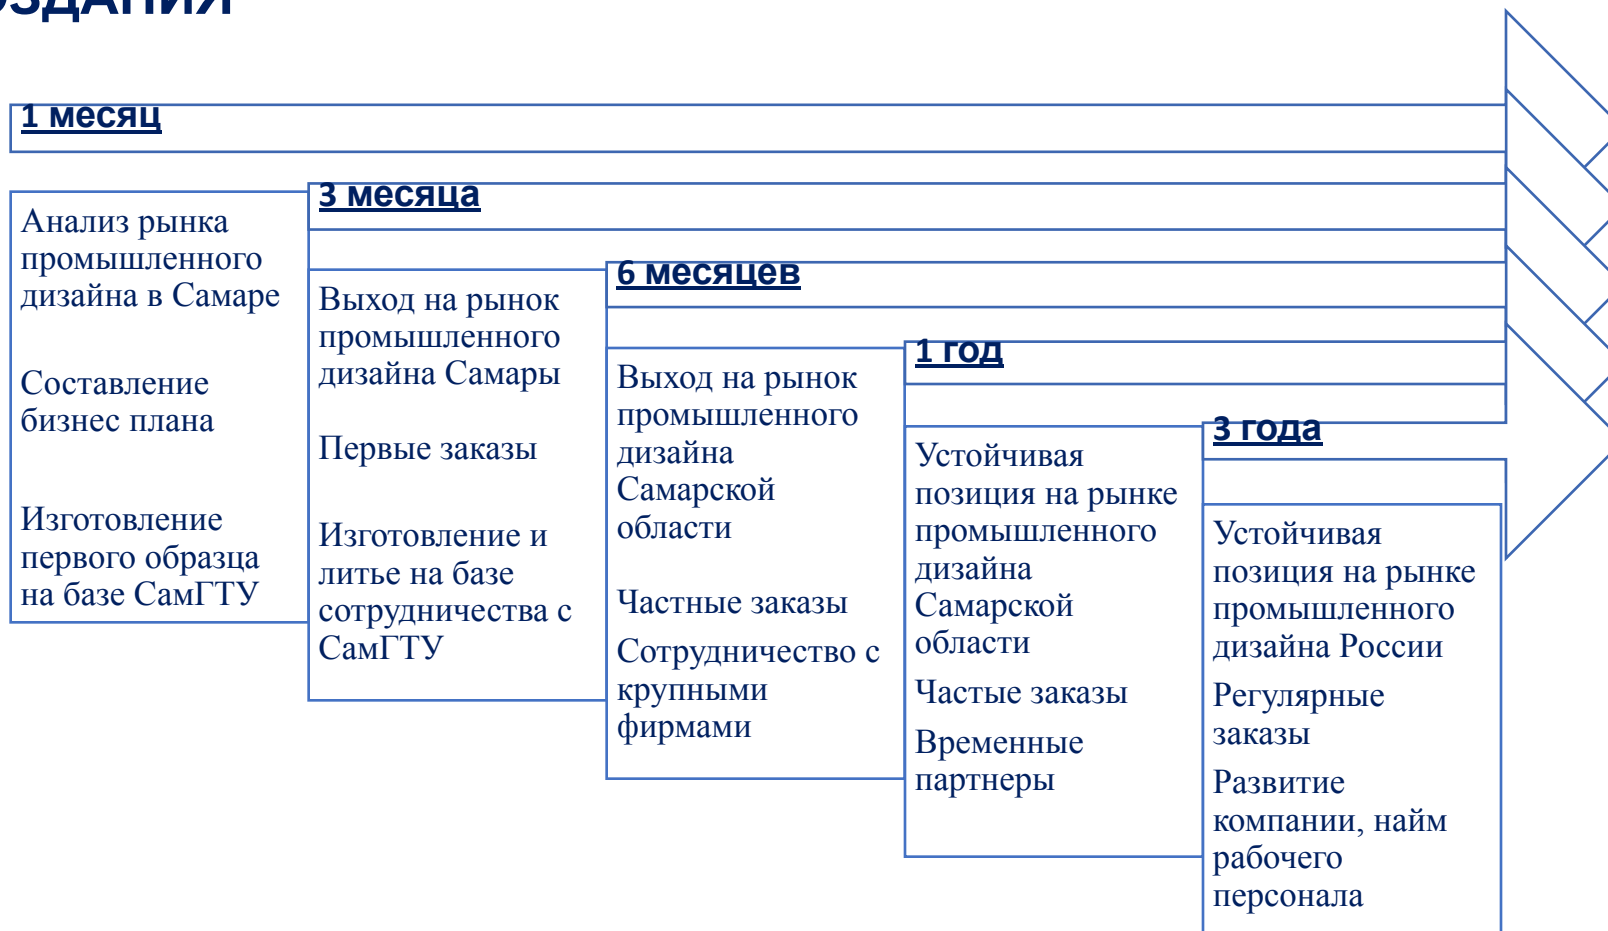 ОЗДАНИЯ
1 месяц
Анализ рынка
промышленного
дизайна в Самаре
Составление
бизнес плана
Изготовление
первого образца
на базе СамГТУ
3 месяца
Выход на рынок
промышленного
дизайна Самары
Первые заказы
Изготовление и
литье на базе
сотрудничества с
СамГТУ
6 месяцев
Выход на рынок
промышленного
дизайна
Самарской
области
Частные заказы
Сотрудничество с
крупными
фирмами
1 год
Устойчивая
позиция на рынке
промышленного
дизайна
Самарской
области
Частые заказы
Временные
партнеры
3 года
Устойчивая
позиция на рынке
промышленного
дизайна России
Регулярные
заказы
Развитие
компании, найм
рабочего
персонала